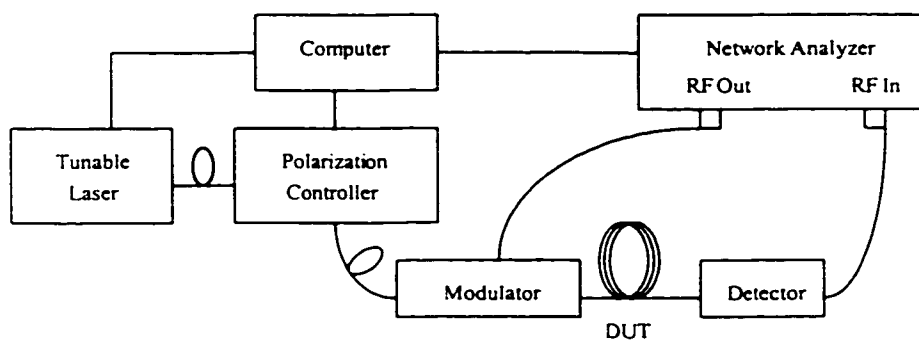 Computer
Network Analyzer
RF Out
RF In
Tunable
Laser
Polarization
Controller
Modulator
Detector
DUT